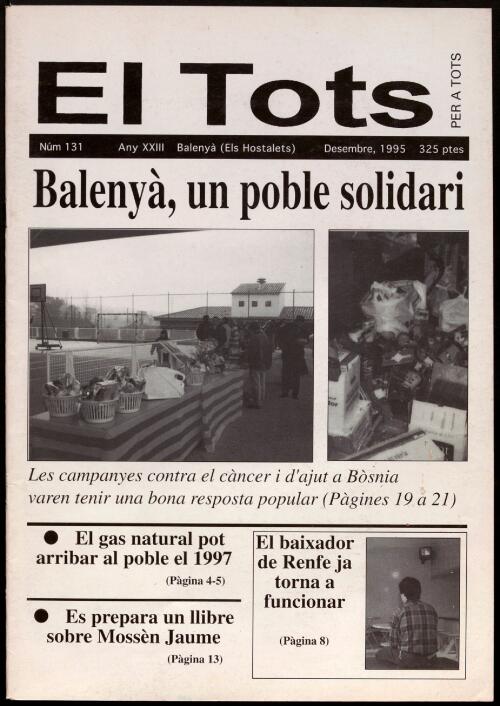 El Tots
PER A TOTS
Núm 131 Any XXIII Balenyà (Els Hostalets) Desembre, 1995 325 ptes
Balenyà, un poble solidari
Les campanyes contra el càncer i d'ajut a Bòsnia
varen tenir una bona resposta popular (Pàgines 19 a 21)
● El gas natural pot
arribar al poble el 1997
(Pàgina 4-5)
● Es prepara un llibre
sobre Mossèn Jaume
(Pàgina 13)
El baixador
de Renfe ja
torna a
funcionar
(Pàgina 8)